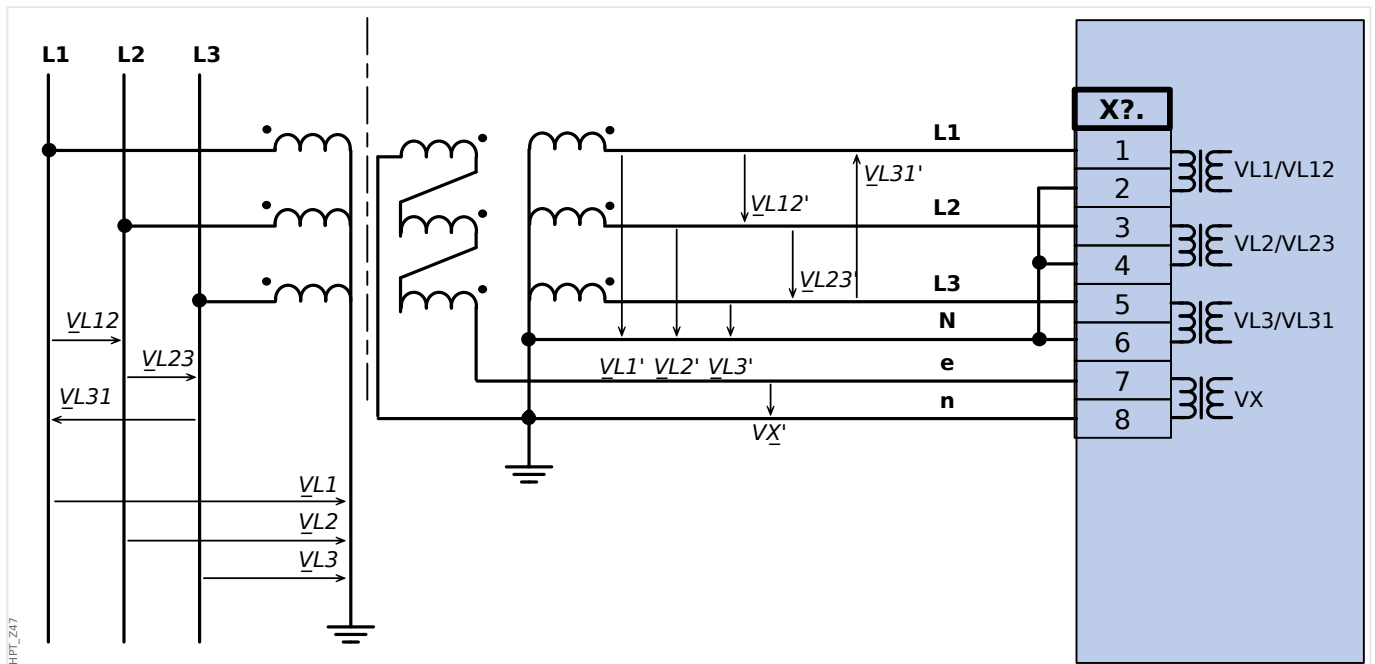 L1 L2 L3
L1
L2
L3
N
e
n
X?.
1
2
3
4
5
6
7
8
VL1/VL12
VL2/VL23
VL3/VL31
VX
VL12'
VL23'
VL31'
VL1' VL2' VL3'
VX'
VL12
VL23
VL31
VL1
VL2
VL3
HPT_Z47